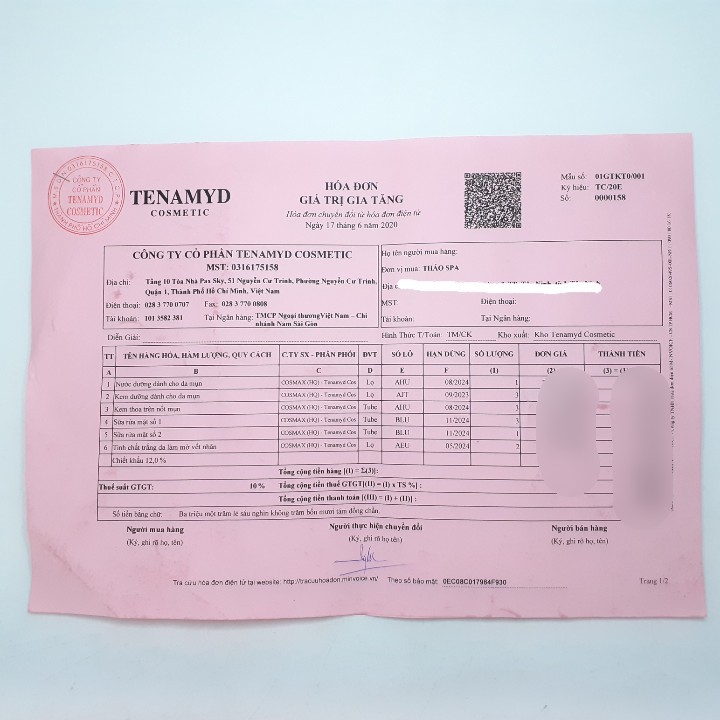 CÔNG TY
CỔ PHẦN
TENAMYD
COSMETIC
TENAMYD
COSMETIC
HÓA ĐƠN
GIÁ TRỊ GIA TĂNG
Hóa đơn chuyển đổi từ hóa đơn điện tử
Ngày 17 tháng 6 năm 2020
Mẫu số: 01GTKT0/001
Ký hiệu: TC/20E
Số: 0000158
CÔNG TY CỔ PHẦN TENAMYD COSMETIC
MST: 0316175158
Địa chỉ: Tầng 10 Tòa Nhà Pax Sky, 51 Nguyễn Cư Trinh, Phường Nguyễn Cư Trinh,
Quận 1, Thành Phố Hồ Chí Minh, Việt Nam
Điện thoại: 028 3 770 0707 Fax: 028 3 770 0808
Tài khoản: 101 3582 381 Tại Ngân hàng: TMCP Ngoại thươngViệt Nam – Chi
nhánh Nam Sài Gòn
Họ tên người mua hàng:
Đơn vị mua: THẢO SPA
Địa c
MST: Điện thoại:
Tài khoản: Tại Ngân hàng:
Diễn Giải: Hình Thức T/Toán: TM/CK Kho xuất: Kho Tenamyd Cosmetic
TT TÊN HÀNG HÓA, HÀM LƯỢNG, QUY CÁCH C.TY SX - PHÂN PHỐI ĐVT SỐ LÔ HẠN DÙNG SỐ LƯỢNG ĐƠN GIÁ THÀNH TIỀN
A B C D E F (1) (2) (3) = (1)
1 Nước dưỡng dành cho da mụn COSMAX (HQ) - Tenamyd Cos Lọ AHU 08/2024 1
2 Kem dưỡng dành cho da mụn COSMAX (HQ) - Tenamyd Cos Lọ AIT 09/2023 3
3 Kem thoa trên nốt mụn COSMAX (HQ) - Tenamyd Cos Tube AHU 08/2024 3
4 Sữa rửa mặt số 1 COSMAX (HQ) - Tenamyd Cos Tube BLU 11/2024 3
5 Sữa rửa mặt số 2 COSMAX (HQ) - Tenamyd Cos Tube BLU 11/2024 1
6 Tinh chất trắng da làm mờ vết nhăn COSMAX (HQ) - Tenamyd Cos Lọ AEU 05/2024 2
Chiết khấu 12,0 %
Tổng cộng tiền hàng [(I) = Σ(3)]:
Thuế suất GTGT: 10 % Tổng cộng tiền thuế GTGT[(II) = (I) x TS %] :
Tổng cộng tiền thanh toán [(III) = (I) + (II)] :
Số tiền bằng chữ: Ba triệu một trăm lẻ sáu nghìn không trăm bốn mươi tám đồng chẵn.
Người mua hàng Người thực hiện chuyển đổi Người bán hàng
(Ký, ghi rõ họ, tên) (Ký, ghi rõ họ, tên) (Ký, ghi rõ họ, tên)
Tra cứu hóa đơn điện tử tại website: http://tracuuhoadon.minvoice.vn/ Theo số bảo mật: 0EC08C017984F930
Trang 1/2